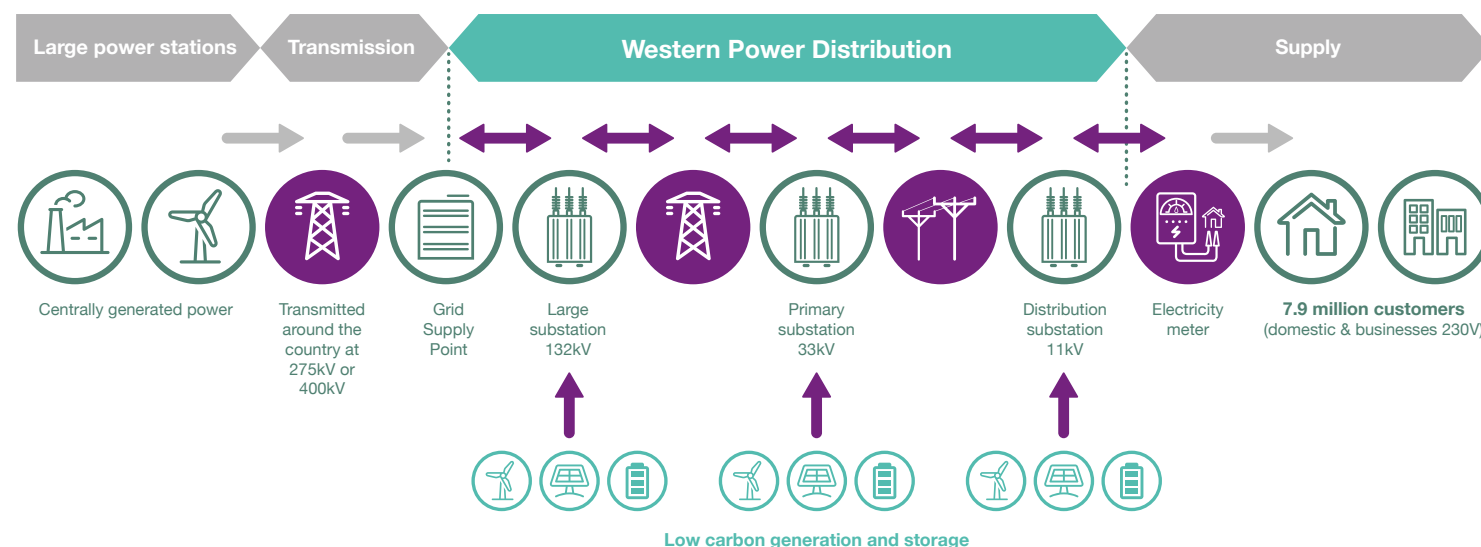 Large power stations
Transmission
Western Power Distribution
Supply
Centrally generated power
Transmitted
around the
country at
275kV or
400kV
Grid
Supply
Point
Large
substation
132kV
Primary
substation
33kV
Distribution
substation
11kV
Electricity
meter
7.9 million customers
(domestic & businesses 230V)
Low carbon generation and storage